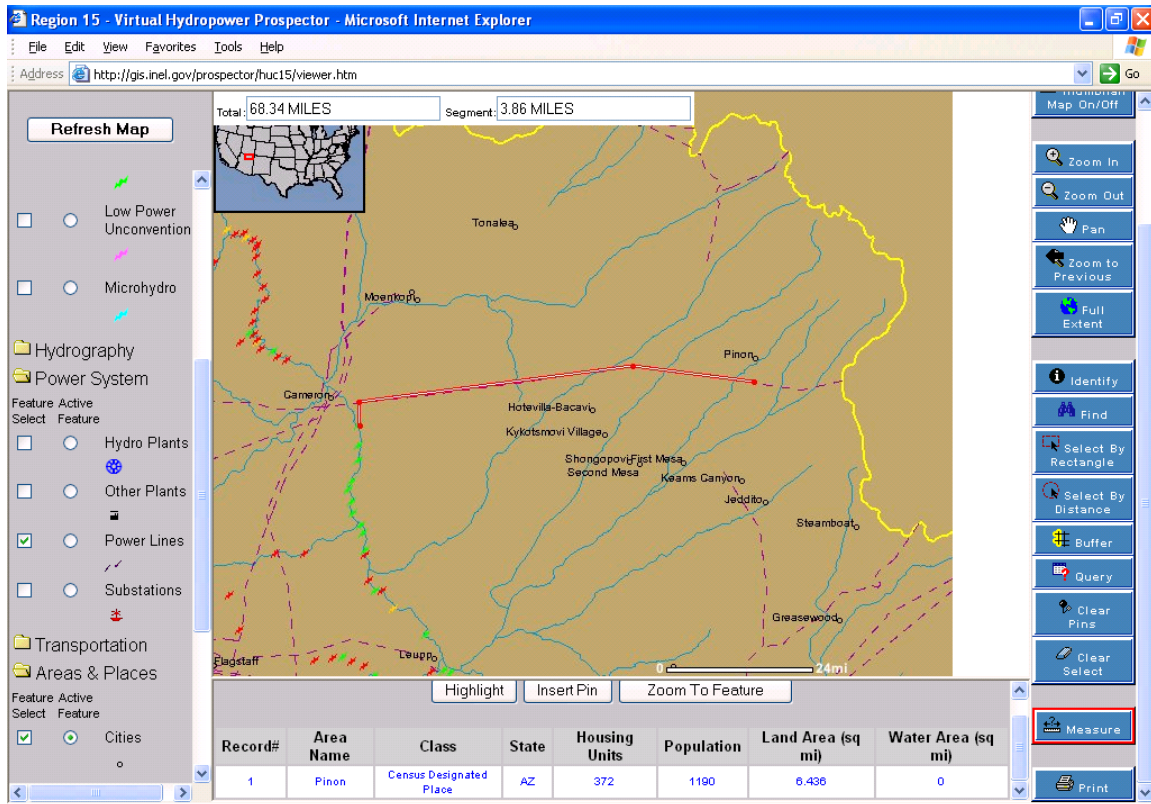 Region 15 - Virtual Hydropower Prospector - Microsoft Internet Explorer
File Edit View Favorites Tools Help
Address http://gis.inel.gov/prospector/huc15/viewer.htm Go
Refresh Map
Low Power
Unconvention
Microhydro
Hydrography
Power System
Feature Active
Select Feature
Hydro Plants
Other Plants
Power Lines
Substations
Transportation
Areas & Places
Feature Active
Select Feature
Cities
Total: 68.34 MILES Segment: 3.86 MILES
Tonalea
Moenkopi
Pinon
Cameron
Hotevilla-Bacavi
Kykotsmovi Village
Shongopovi First Mesa
Second Mesa
Keams Canyon
Jeddito
Steamboat
Greasewood
Flagstaff
Leupp
0 24mi
Highlight Insert Pin Zoom To Feature
Record# Area Name Class State Housing Units Population Land Area (sq mi) Water Area (sq mi)
1 Pinon Census Designated Place AZ 372 1190 6.436 0
Map On/Off
Zoom In
Zoom Out
Pan
Zoom to
Previous
Full
Extent
Identify
Find
Select By
Rectangle
Select By
Distance
Buffer
Query
Clear
Pins
Clear
Select
Measure
Print